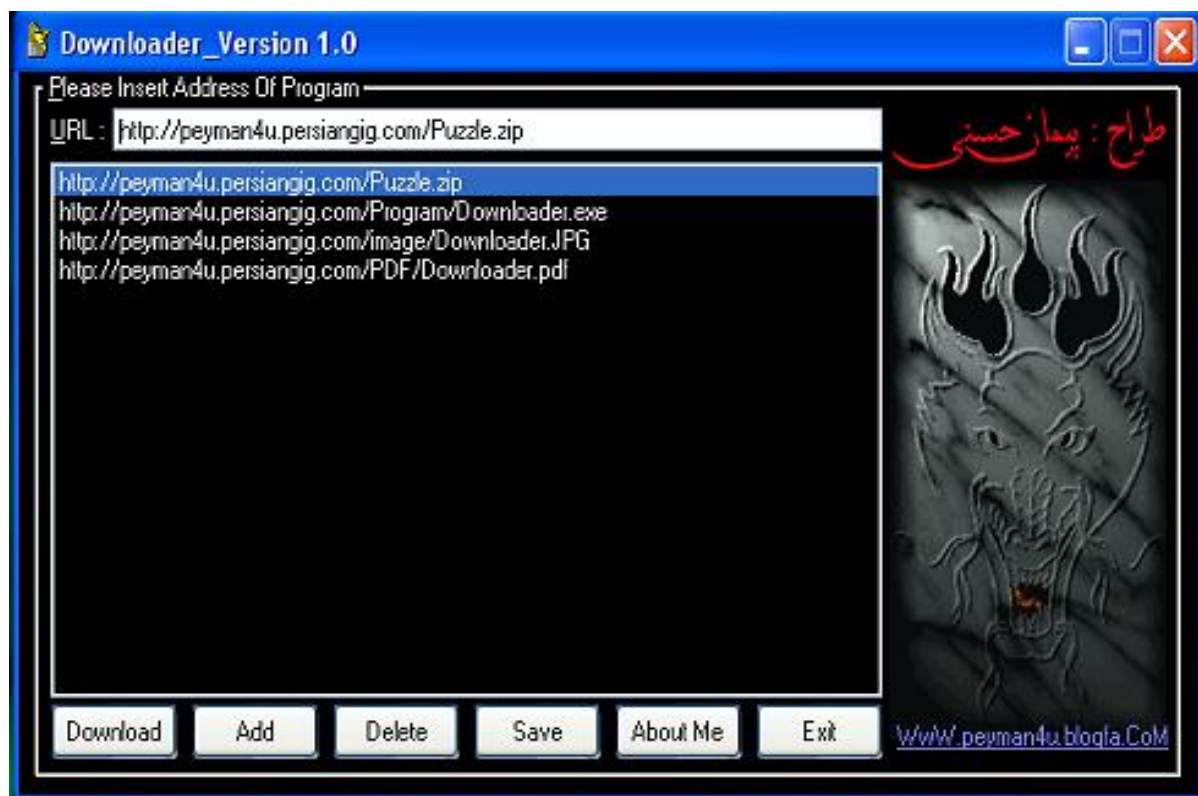 Downloader_Version 1.0
Please Insert Address Of Program
URL : http://peyman4u.persiangig.com/Puzzle.zip
http://peyman4u.persiangig.com/Puzzle.zip
http://peyman4u.persiangig.com/Program/Downloader.exe
http://peyman4u.persiangig.com/image/Downloader.JPG
http://peyman4u.persiangig.com/PDF/Downloader.pdf
طراح : پیمان حسنی
Download Add Delete Save About Me Exit
WwW.peyman4u.blogfa.CoM